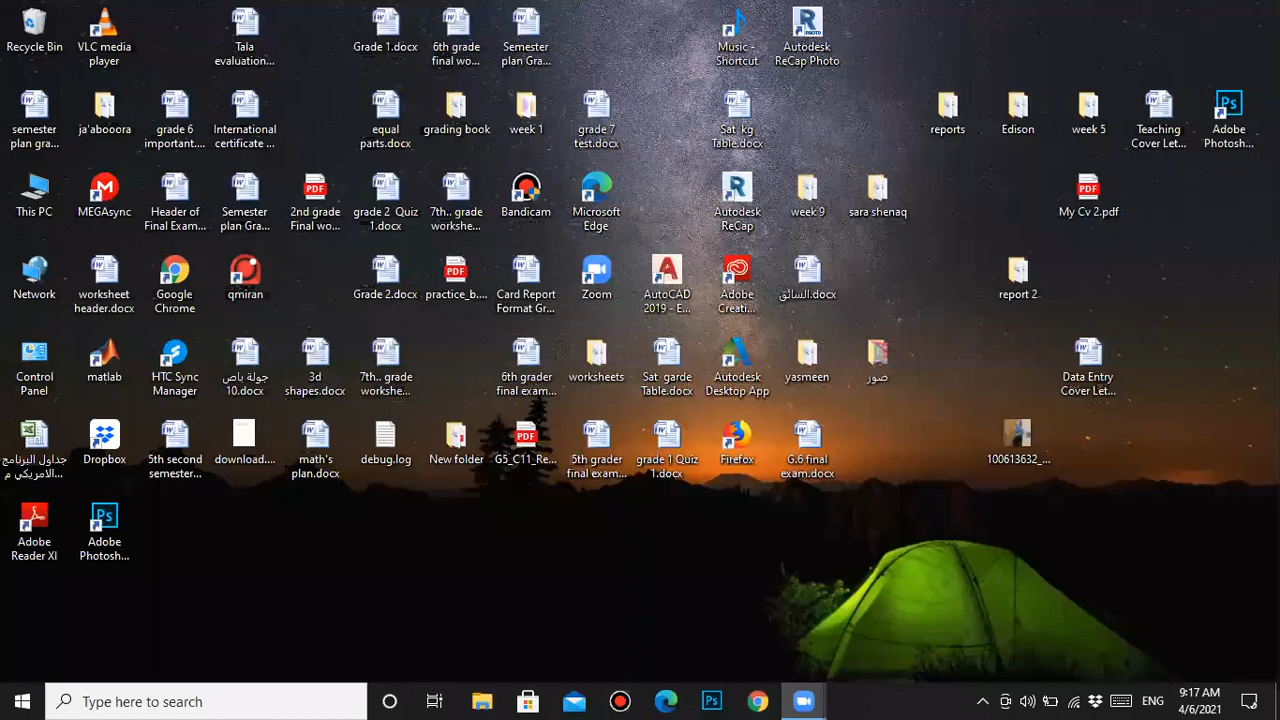 Recycle Bin
VLC media player
Tala evaluation...
Grade 1.docx
6th grade final wo...
Semester plan Gra...
Music - Shortcut
Autodesk ReCap Photo
semester plan gra...
ja'abooora
grade 6 important....
International certificate ...
equal parts.docx
grading book
week 1
grade 7 test.docx
Sat kg Table.docx
reports
Edison
week 5
Teaching Cover Let...
Adobe Photosh...
This PC
MEGAsync
Header of Final Exam...
Semester plan Gra...
2nd grade Final wo...
grade 2 Quiz 1.docx
7th.. grade workshe...
Bandicam
Microsoft Edge
Autodesk ReCap
week 9
sara shenaq
My Cv 2.pdf
Network
worksheet header.docx
Google Chrome
qmiran
Grade 2.docx
practice_b...
Card Report Format Gr...
Zoom
AutoCAD 2019 - E...
Adobe Creati...
السائق.docx
report 2
Control Panel
matlab
HTC Sync Manager
جولة باص 10.docx
3d shapes.docx
7th.. grade workshe...
6th grader final exam...
worksheets
Sat garde Table.docx
Autodesk Desktop App
yasmeen
صور
Data Entry Cover Let...
جداول البرنامج الامريكي م...
Dropbox
5th second semester...
download....
math's plan.docx
debug.log
New folder
G5_C11_Re...
5th grader final exam...
grade 1 Quiz 1.docx
Firefox
G.6 final exam.docx
100613632_...
Adobe Reader XI
Adobe Photosh...
Type here to search
ENG
9:17 AM
4/6/2021